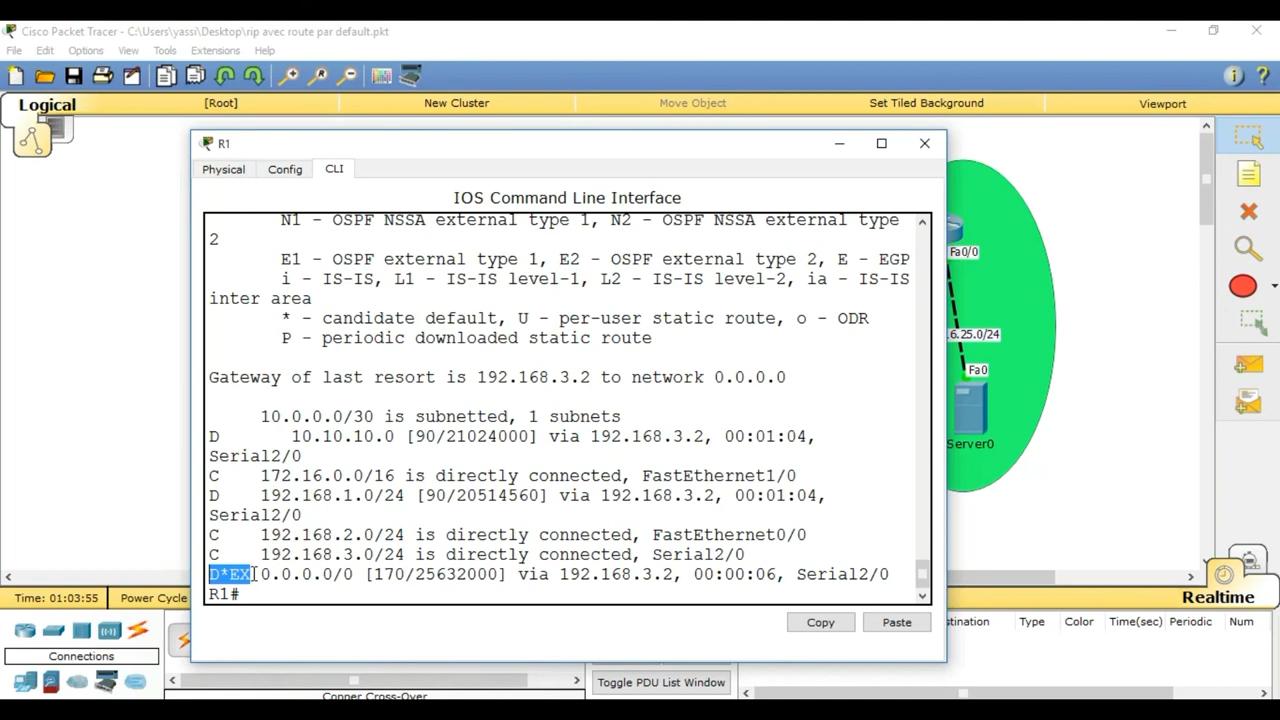 Cisco Packet Tracer - C:\Users\yassi\Desktop\rip avec route par default.pkt
File Edit Options View Tools Extensions Help
Logical [Root] New Cluster Move Object Set Tiled Background Viewport
R1
Physical Config CLI
IOS Command Line Interface
N1 - OSPF NSSA external type 1, N2 - OSPF NSSA external type
2
E1 - OSPF external type 1, E2 - OSPF external type 2, E - EGP
i - IS-IS, L1 - IS-IS level-1, L2 - IS-IS level-2, ia - IS-IS
inter area
* - candidate default, U - per-user static route, o - ODR
P - periodic downloaded static route
Gateway of last resort is 192.168.3.2 to network 0.0.0.0
10.0.0.0/30 is subnetted, 1 subnets
D 10.10.10.0 [90/21024000] via 192.168.3.2, 00:01:04,
Serial2/0
C 172.16.0.0/16 is directly connected, FastEthernet1/0
D 192.168.1.0/24 [90/20514560] via 192.168.3.2, 00:01:04,
Serial2/0
C 192.168.2.0/24 is directly connected, FastEthernet0/0
C 192.168.3.0/24 is directly connected, Serial2/0
D*EX 0.0.0.0/0 [170/25632000] via 192.168.3.2, 00:00:06, Serial2/0
R1#
Copy Paste
Fa0/0
6.25.0/24
Fa0
Server0
Time: 01:03:55 Power Cycle
Realtime
Connections
Copper Cross-Over
Toggle PDU List Window
stination Type Color Time(sec) Periodic Num